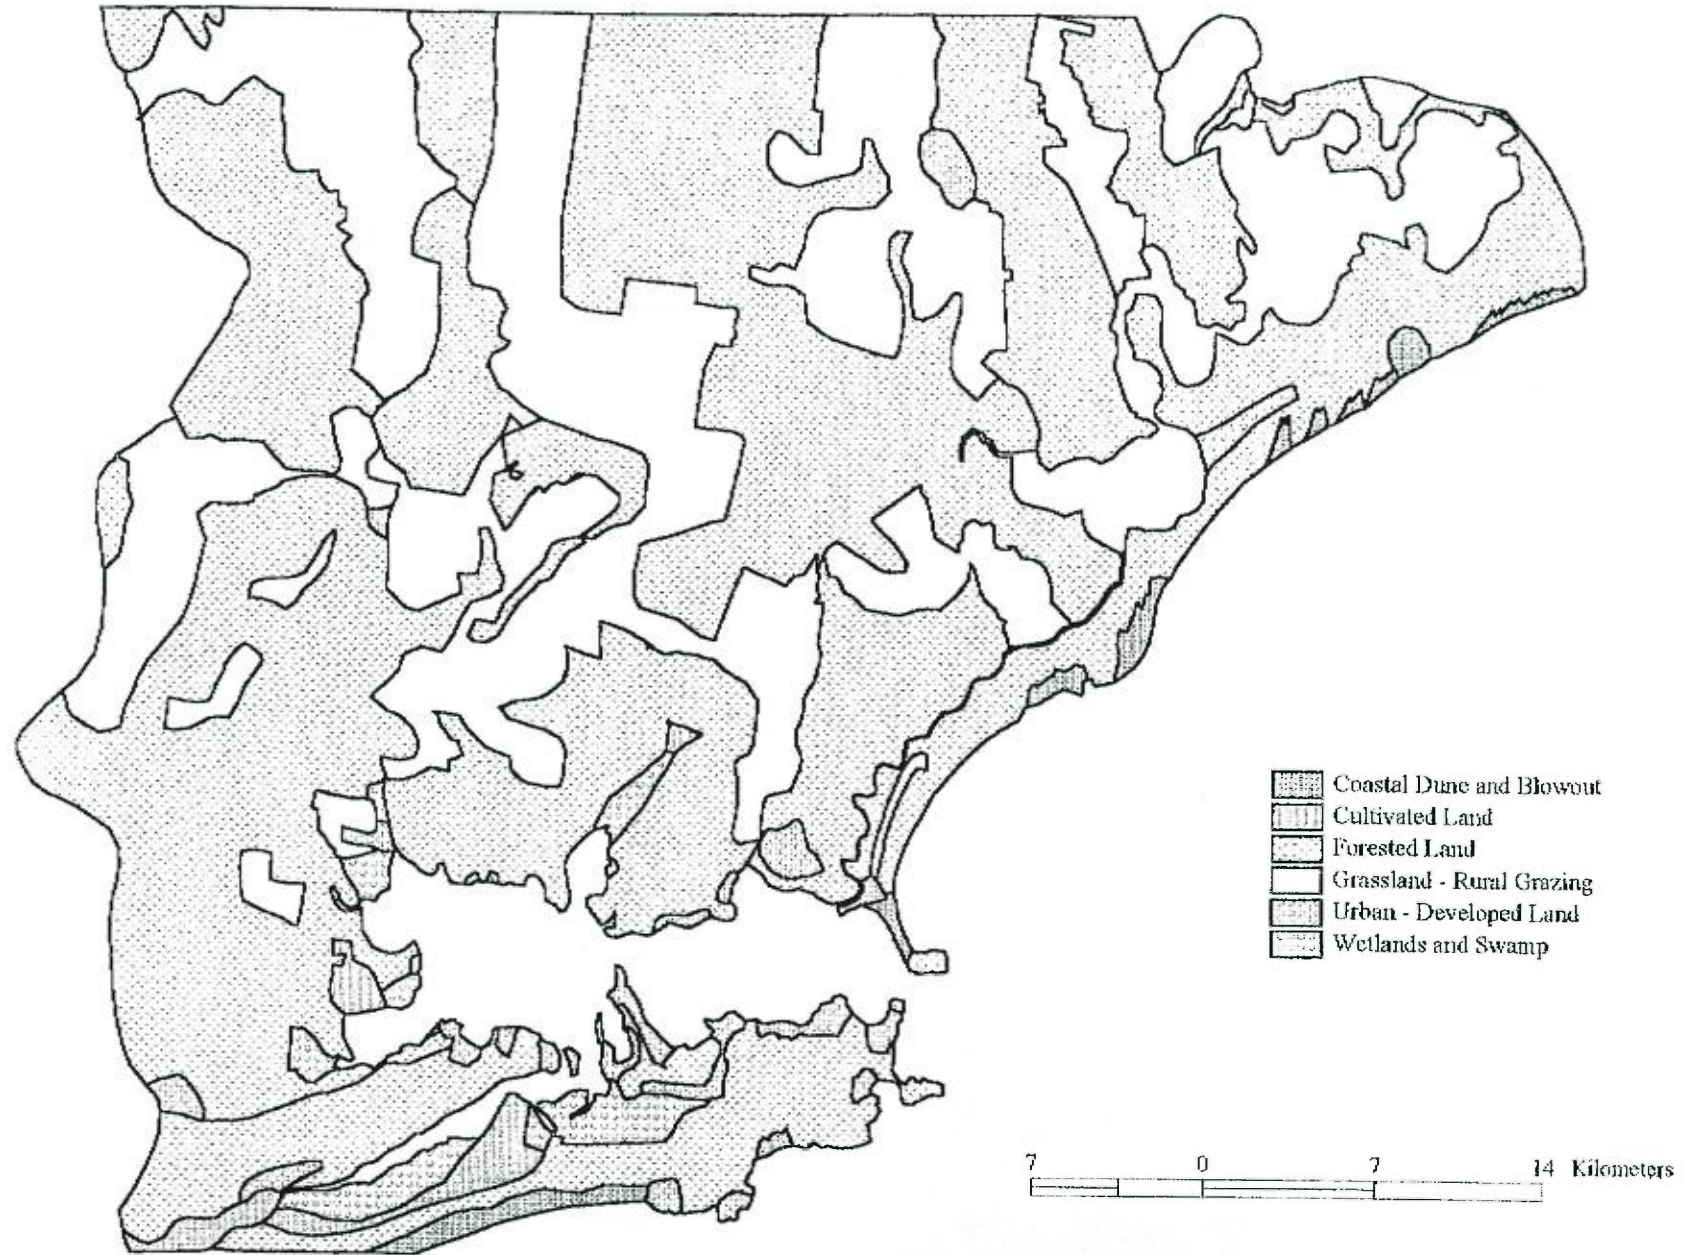 Coastal Dune and Blowout
Cultivated Land
Forested Land
Grassland - Rural Grazing
Urban - Developed Land
Wetlands and Swamp
7 0 7 14 Kilometers